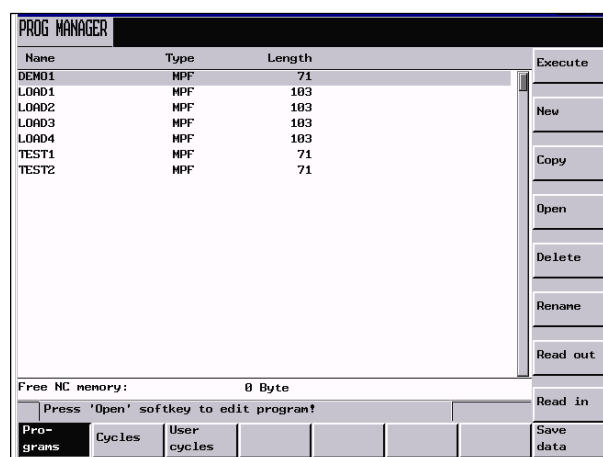 PROG MANAGER
Name Type Length
DEMO1 MPF 71
LOAD1 MPF 103
LOAD2 MPF 103
LOAD3 MPF 103
LOAD4 MPF 103
TEST1 MPF 71
TEST2 MPF 71
Execute
New
Copy
Open
Delete
Rename
Read out
Read in
Free NC memory: 0 Byte
Press 'Open' softkey to edit program!
Pro-
grams
Cycles
User
cycles
Save
data